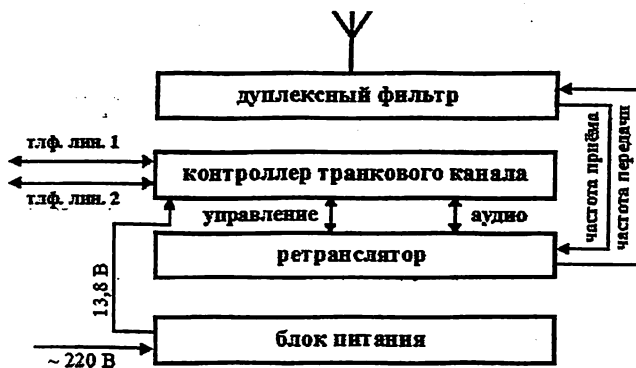 дуплексный фильтр
тлф. лин. 1
контроллер транкового канала
тлф. лин. 2
управление
аудио
ретранслятор
13,8 В
блок питания
~ 220 В
частота приёма
частота передачи